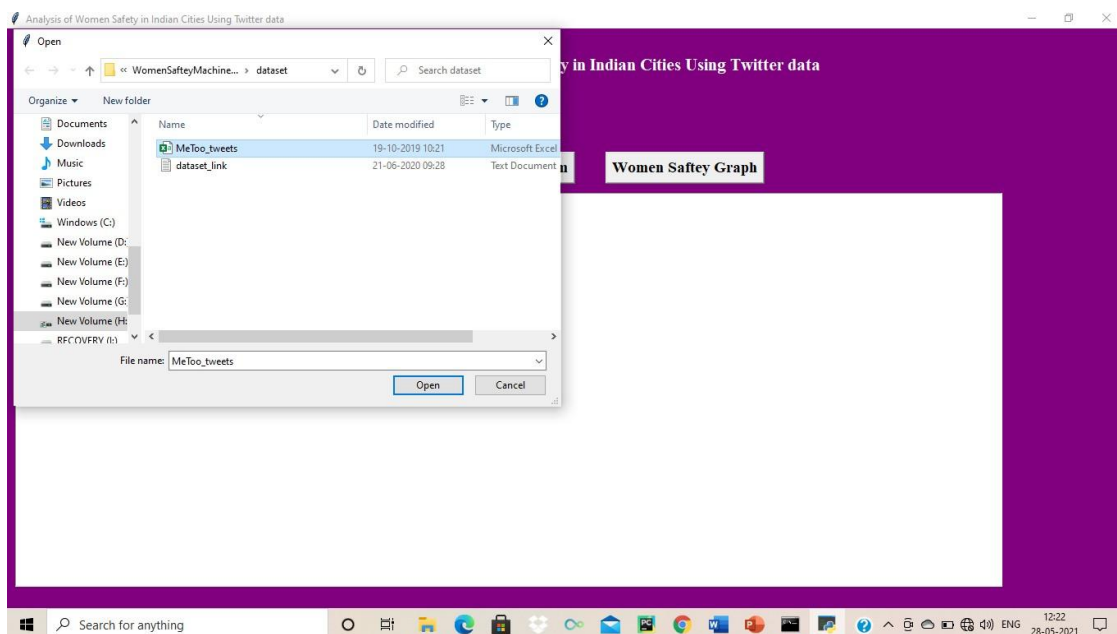 Analysis of Women Safety in Indian Cities Using Twitter data
Open
y in Indian Cities Using Twitter data
« WomenSafteyMachine... › dataset
Search dataset
Organize
New folder
Name
Date modified
Type
Documents
Downloads
Music
Pictures
Videos
Windows (C:)
New Volume (D:
New Volume (E:)
New Volume (F:)
New Volume (G:
New Volume (H:
RECOVERY (I:)
MeToo_tweets 19-10-2019 10:21 Microsoft Excel
dataset_link 21-06-2020 09:28 Text Document
n
Women Saftey Graph
File name: MeToo_tweets
Open
Cancel
Search for anything
ENG
12:22
28-05-2021